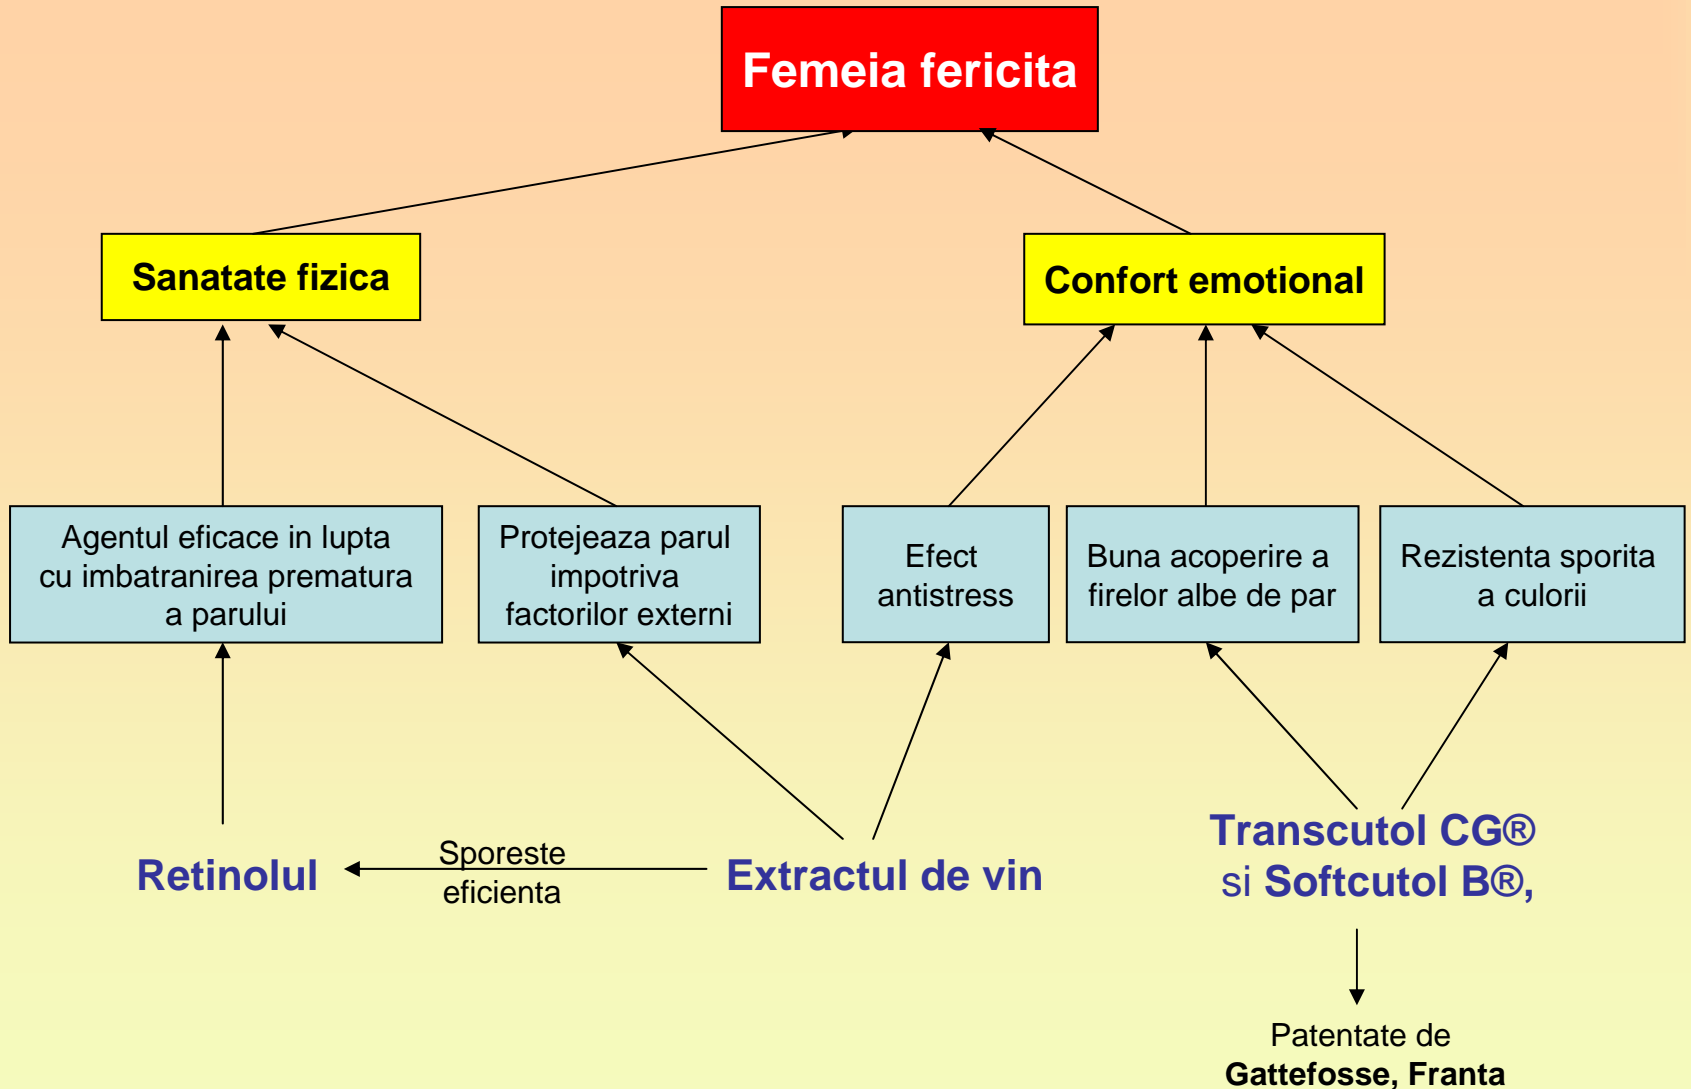 Femeia fericita
Sanatate fizica
Confort emotional
Agentul eficace in lupta
cu imbatranirea prematura
a parului
Protejeaza parul
impotriva
factorilor externi
Efect
antistress
Buna acoperire a
firelor albe de par
Rezistenta sporita
a culorii
Retinolul
Sporeste
eficienta
Extractul de vin
Transcutol CG®
si Softcutol B®,
Patentate de
Gattefosse, Franta